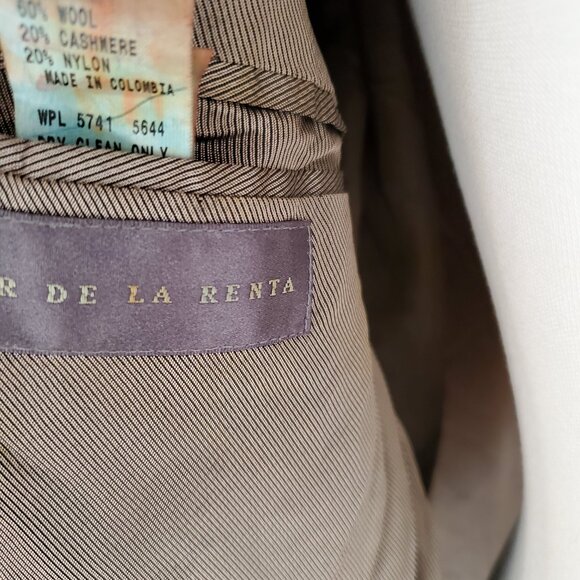 60% WOOL
20% CASHMERE
20% NYLON
MADE IN COLOMBIA
WPL 5741 5644
DRY CLEAN ONLY
R DE LA RENTA